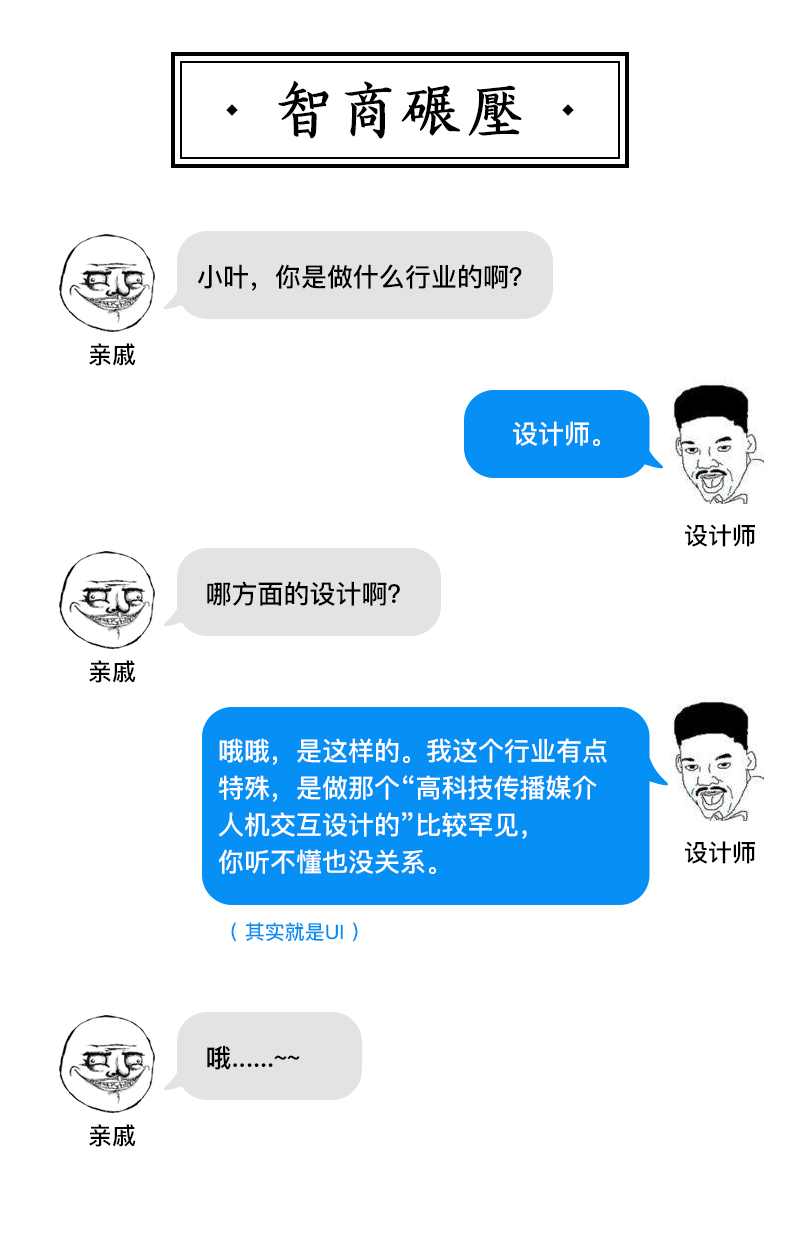 · 智商碾壓 ·
小叶，你是做什么行业的啊？
亲戚
设计师。
设计师
哪方面的设计啊？
亲戚
哦哦，是这样的。我这个行业有点
特殊，是做那个“高科技传播媒介
人机交互设计的”比较罕见，
你听不懂也没关系。
设计师
（ 其实就是UI ）
哦......~~
亲戚